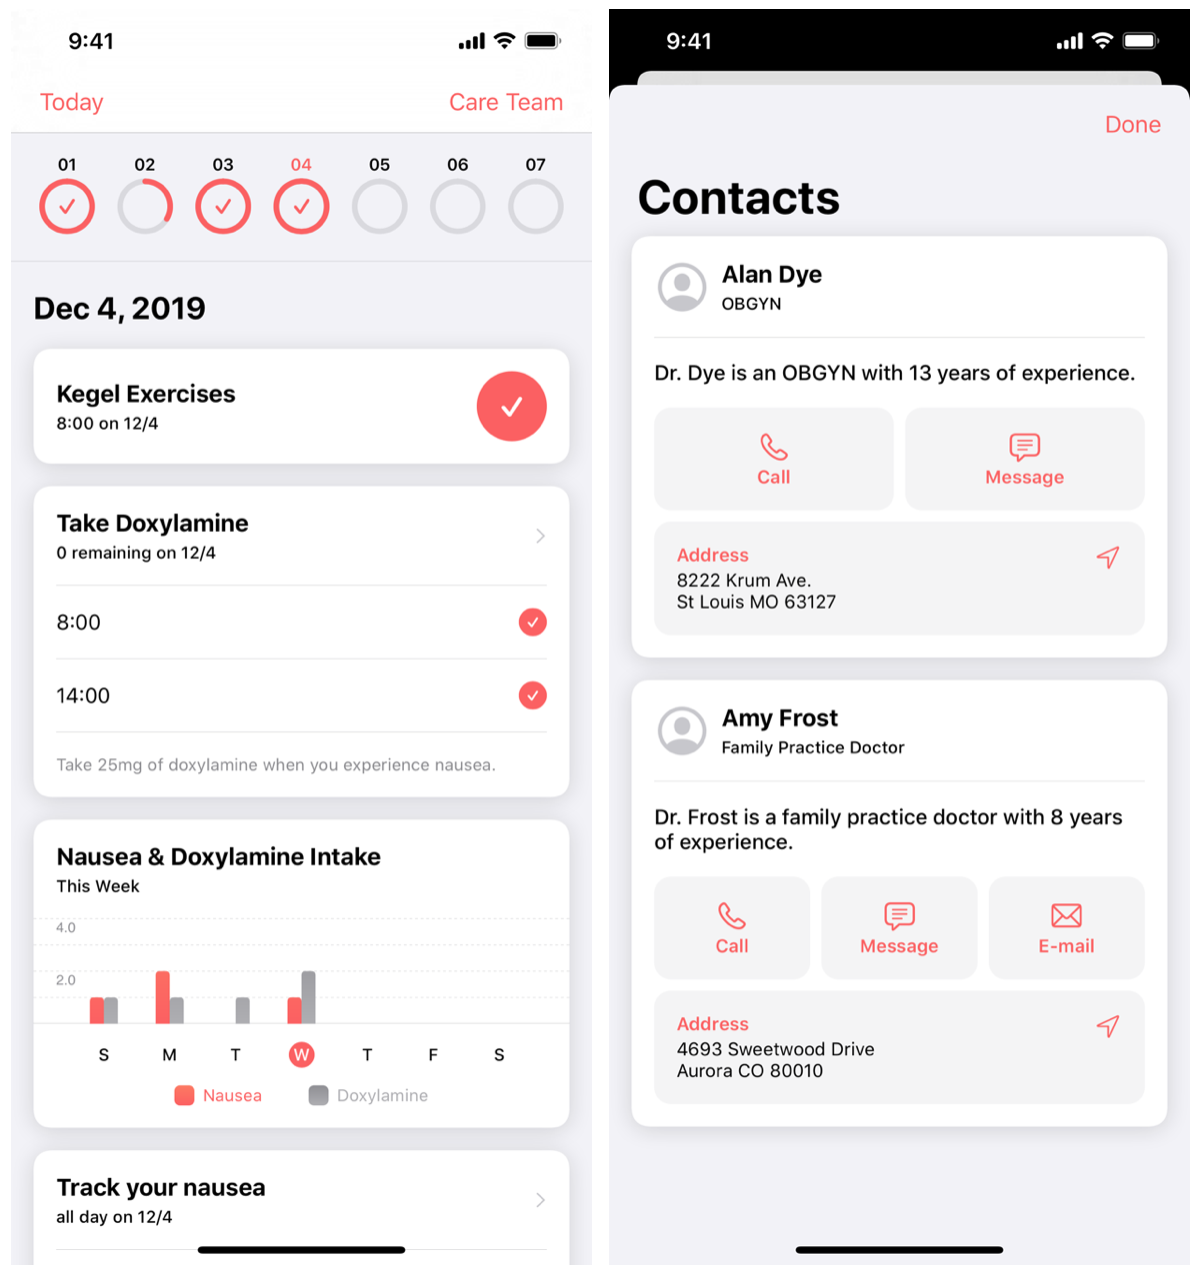 9:41
Today
Care Team
01 02 03 04 05 06 07
Dec 4, 2019
Kegel Exercises
8:00 on 12/4
Take Doxylamine
0 remaining on 12/4
8:00
14:00
Take 25mg of doxylamine when you experience nausea.
Nausea & Doxylamine Intake
This Week
4.0
2.0
S M T W T F S
Nausea Doxylamine
Track your nausea
all day on 12/4
9:41
Done
Contacts
Alan Dye
OBGYN
Dr. Dye is an OBGYN with 13 years of experience.
Call Message
Address
8222 Krum Ave.
St Louis MO 63127
Amy Frost
Family Practice Doctor
Dr. Frost is a family practice doctor with 8 years
of experience.
Call Message E-mail
Address
4693 Sweetwood Drive
Aurora CO 80010